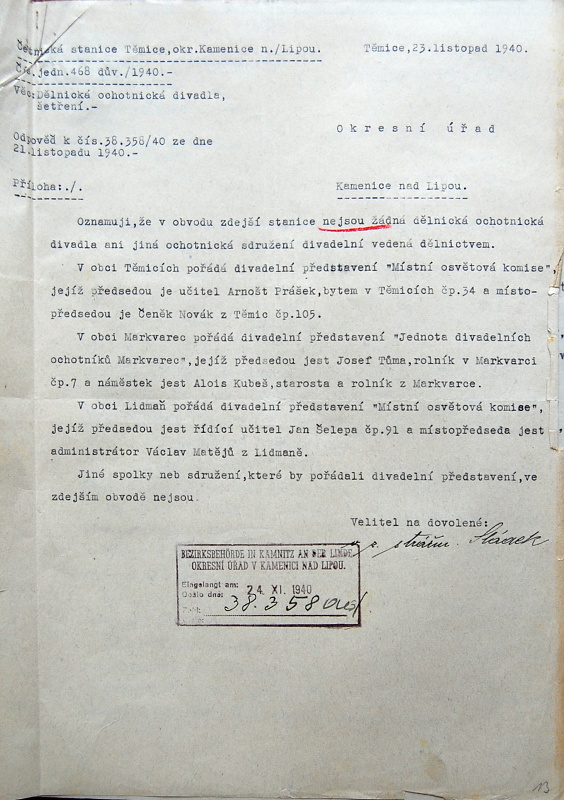 Četnická stanice Těmice,okr.Kamenice n./Lipou.
Těmice,23.listopad 1940.
Čís.jedn.468 dův./1940.-
Věc:Dělnická ochotnická divadla,
šetření.-
Okresní úřad
Odpověď k čís.38.358/40 ze dne
21.listopadu 1940.-
Příloha:./.
Kamenice nad Lipou.
Oznamuji,že v obvodu zdejší stanice nejsou žádná dělnická ochotnická
divadla ani jiná ochotnická sdružení divadelní vedená dělnictvem.
V obci Těmicích pořádá divadelní představení "Místní osvětová komise",
jejíž předsedou je učitel Arnošt Prášek,bytem v Těmicích čp.34 a místo-
předsedou je Čeněk Novák z Těmic čp.105.
V obci Markvarec pořádá divadelní představení "Jednota divadelních
ochotníků Markvarec",jejíž předsedou jest Josef Tůma,rolník v Markvarci
čp.7 a náměstek jest Alois Kubeš,starosta a rolník z Markvarce.
V obci Lidmaň pořádá divadelní představení "Místní osvětová komise",
jejíž předsedou jest řídící učitel Jan Šelepa čp.91 a místopředseda jest
administrátor Václav Matějů z Lidmaně.
Jiné spolky neb sdružení,které by pořádali divadelní představení,ve
zdejším obvodě nejsou.
Velitel na dovolené:
v z. strážm.
BEZIRKSBEHÖRDE IN KAMNITZ AN DER LINDE
OKRESNÍ ÚŘAD V KAMENICI NAD LIPOU.
Eingelangt am:
Došlo dne:
24. XI. 1940
38.358
13